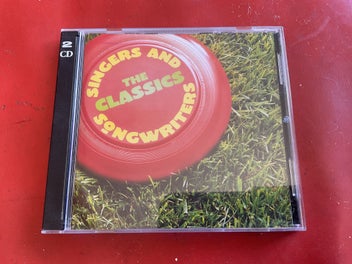 2
CD
SINGERS AND
THE
CLASSICS
SONGWRITERS